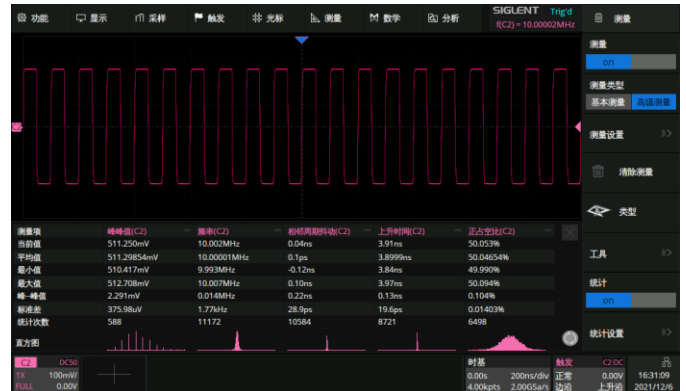 功能 显示 采样 触发 光标 测量 数学 分析 SIGLENT Trig'd 测量
f(C2) = 10.00002MHz
测量
on
测量类型
基本测量 高级测量
C2
测量设置
清除测量
类型
测量项 峰峰值(C2) 频率(C2) 相邻周期抖动(C2) 上升时间(C2) 正占空比(C2)
当前值 511.250mV 10.002MHz 0.04ns 3.91ns 50.053%
平均值 511.29854mV 10.00001MHz 0.1ps 3.8999ns 50.04654%
最小值 510.417mV 9.993MHz -0.12ns 3.84ns 49.990%
最大值 512.708mV 10.007MHz 0.10ns 3.97ns 50.094%
峰-峰值 2.291mV 0.014MHz 0.22ns 0.13ns 0.104%
标准差 375.98uV 1.77kHz 28.9ps 19.6ps 0.01403%
统计次数 588 11172 10584 8721 6498
直方图
工具
统计
on
统计设置
C2 DC50
1X 100mV/
FULL 0.00V
时基
0.00s 200ns/div
4.00kpts 2.00GSa/s
触发 C2 DC
正常 0.00V
边沿 上升沿
16:31:09
2021/12/6